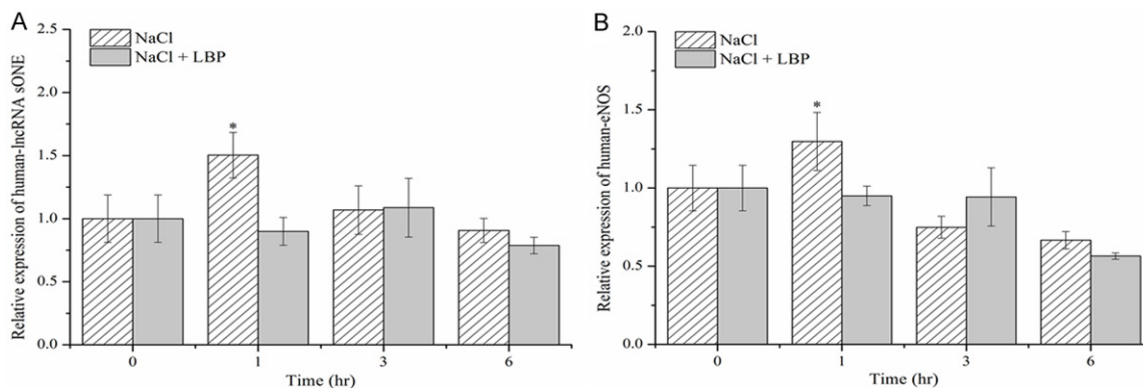 A
Relative expression of human-lncRNA sONE
2.5
2.0
1.5
1.0
0.5
0.0
NaCl
NaCl + LBP
*
0 1 3 6
Time (hr)
B
Relative expression of human-eNOS
2.0
1.5
1.0
0.5
0.0
NaCl
NaCl + LBP
*
0 1 3 6
Time (hr)